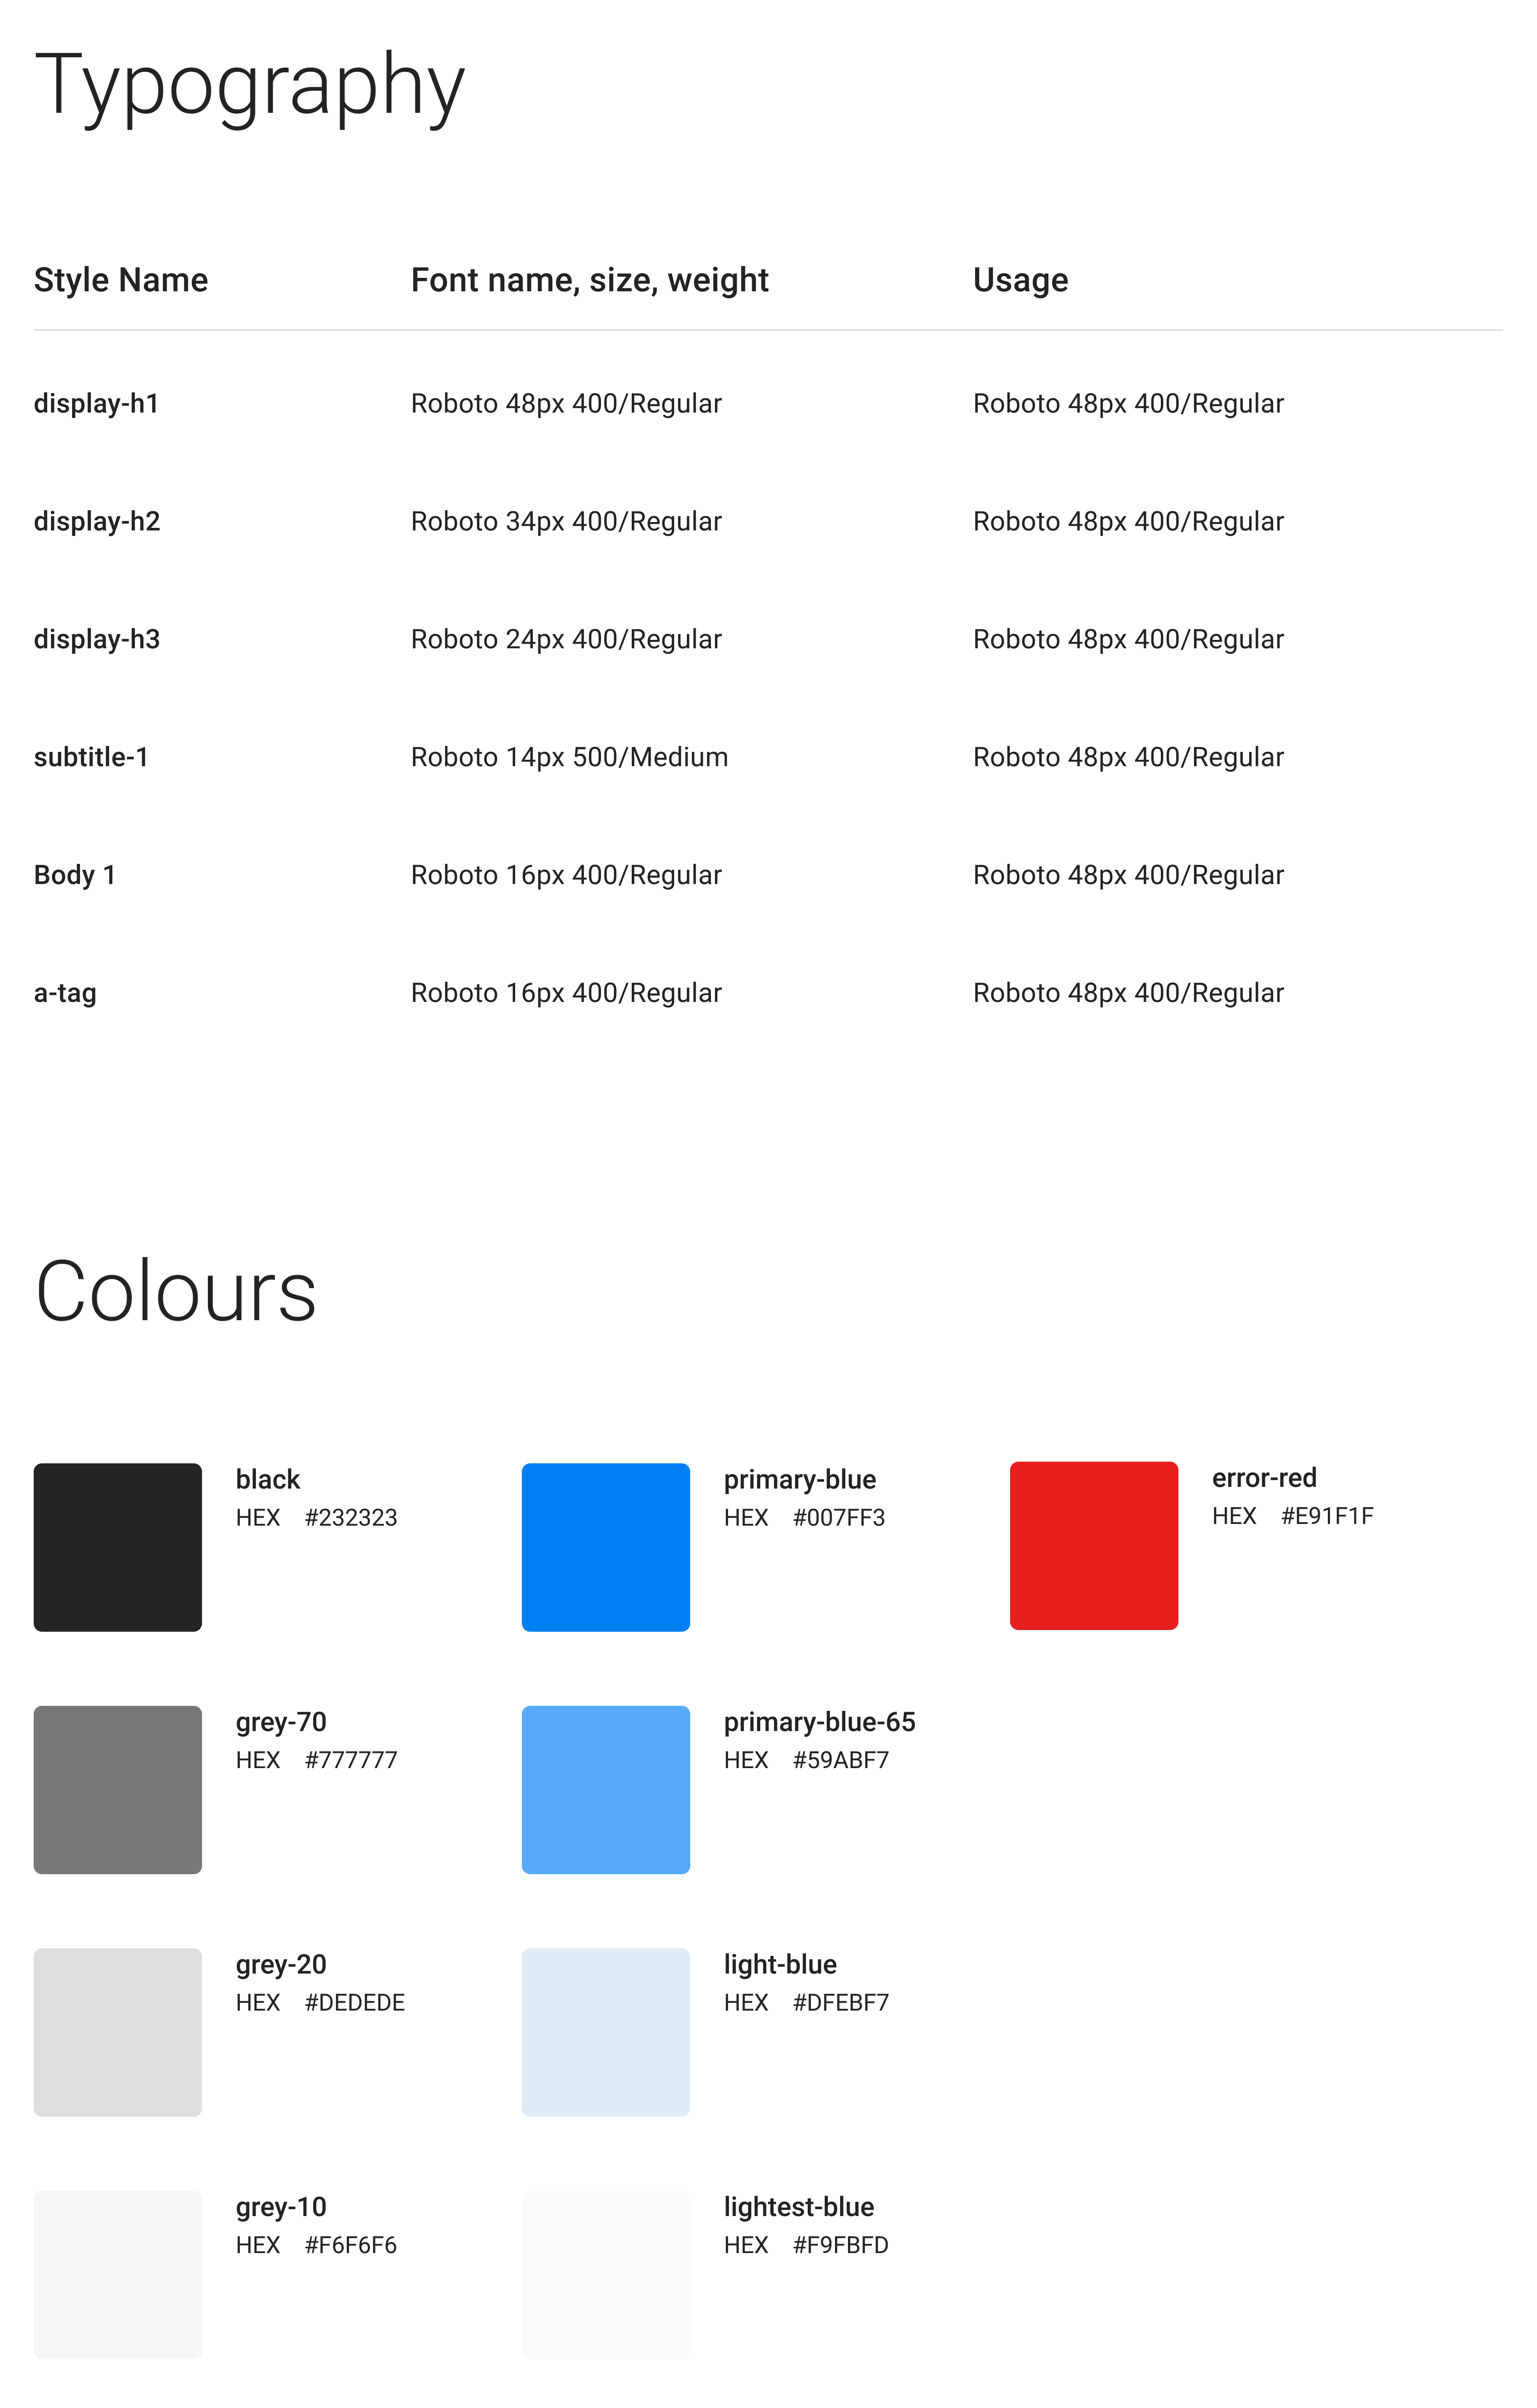 Typography
Style Name Font name, size, weight Usage
display-h1 Roboto 48px 400/Regular Roboto 48px 400/Regular
display-h2 Roboto 34px 400/Regular Roboto 48px 400/Regular
display-h3 Roboto 24px 400/Regular Roboto 48px 400/Regular
subtitle-1 Roboto 14px 500/Medium Roboto 48px 400/Regular
Body 1 Roboto 16px 400/Regular Roboto 48px 400/Regular
a-tag Roboto 16px 400/Regular Roboto 48px 400/Regular
Colours
black primary-blue error-red
HEX #232323 HEX #007FF3 HEX #E91F1F
grey-70 primary-blue-65
HEX #777777 HEX #59ABF7
grey-20 light-blue
HEX #DEDEDE HEX #DFEBF7
grey-10 lightest-blue
HEX #F6F6F6 HEX #F9FBFD